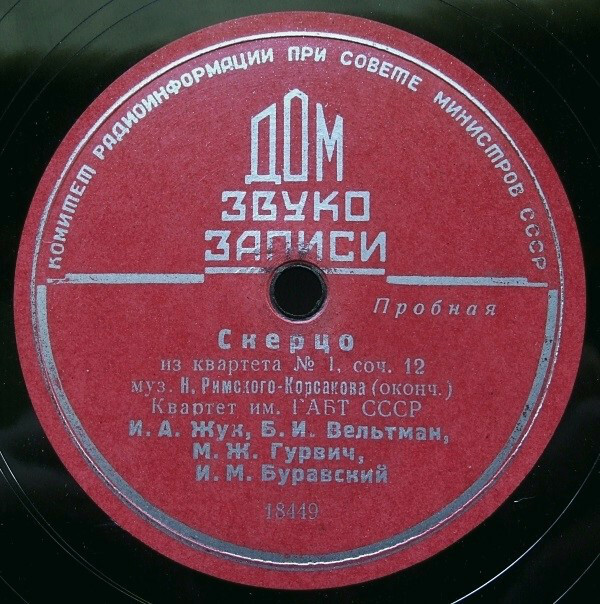 КОМИТЕТ РАДИОИНФОРМАЦИИ ПРИ СОВЕТЕ МИНИСТРОВ СССР
ДОМ
ЗВУКО
ЗАПИСИ
Пробная
Скерцо
из квартета № 1, соч. 12
муз. Н. Римского-Корсакова (оконч.)
Квартет им. ГАБТ СССР
И. А. Жук, Б. И. Вельтман,
М. Ж. Гурвич,
И. М. Буравский
18449